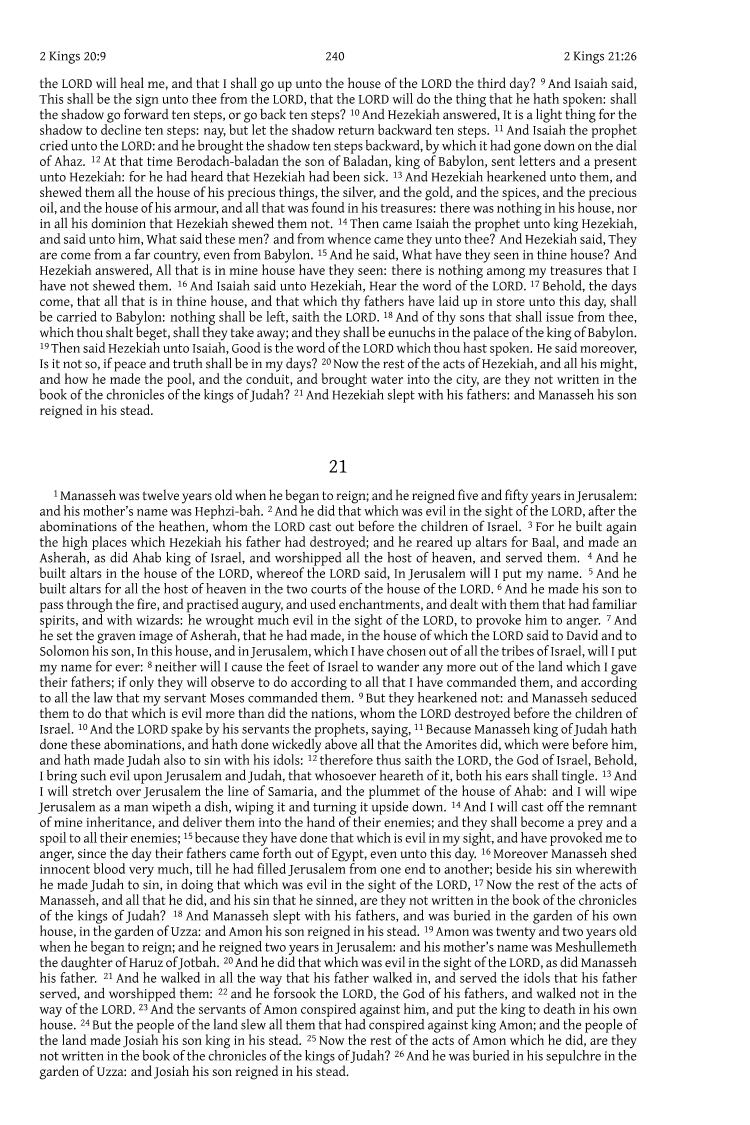 2 Kings 20:9 240 2 Kings 21:26
the LORD will heal me, and that I shall go up unto the house of the LORD the third day? 9 And Isaiah said,
This shall be the sign unto thee from the LORD, that the LORD will do the thing that he hath spoken: shall
the shadow go forward ten steps, or go back ten steps? 10 And Hezekiah answered, It is a light thing for the
shadow to decline ten steps: nay, but let the shadow return backward ten steps. 11 And Isaiah the prophet
cried unto the LORD: and he brought the shadow ten steps backward, by which it had gone down on the dial
of Ahaz. 12 At that time Berodach-baladan the son of Baladan, king of Babylon, sent letters and a present
unto Hezekiah: for he had heard that Hezekiah had been sick. 13 And Hezekiah hearkened unto them, and
shewed them all the house of his precious things, the silver, and the gold, and the spices, and the precious
oil, and the house of his armour, and all that was found in his treasures: there was nothing in his house, nor
in all his dominion that Hezekiah shewed them not. 14 Then came Isaiah the prophet unto king Hezekiah,
and said unto him, What said these men? and from whence came they unto thee? And Hezekiah said, They
are come from a far country, even from Babylon. 15 And he said, What have they seen in thine house? And
Hezekiah answered, All that is in mine house have they seen: there is nothing among my treasures that I
have not shewed them. 16 And Isaiah said unto Hezekiah, Hear the word of the LORD. 17 Behold, the days
come, that all that is in thine house, and that which thy fathers have laid up in store unto this day, shall
be carried to Babylon: nothing shall be left, saith the LORD. 18 And of thy sons that shall issue from thee,
which thou shalt beget, shall they take away; and they shall be eunuchs in the palace of the king of Babylon.
19 Then said Hezekiah unto Isaiah, Good is the word of the LORD which thou hast spoken. He said moreover,
Is it not so, if peace and truth shall be in my days? 20 Now the rest of the acts of Hezekiah, and all his might,
and how he made the pool, and the conduit, and brought water into the city, are they not written in the
book of the chronicles of the kings of Judah? 21 And Hezekiah slept with his fathers: and Manasseh his son
reigned in his stead.
21
1 Manasseh was twelve years old when he began to reign; and he reigned five and fifty years in Jerusalem:
and his mother's name was Hephzi-bah. 2 And he did that which was evil in the sight of the LORD, after the
abominations of the heathen, whom the LORD cast out before the children of Israel. 3 For he built again
the high places which Hezekiah his father had destroyed; and he reared up altars for Baal, and made an
Asherah, as did Ahab king of Israel, and worshipped all the host of heaven, and served them. 4 And he
built altars in the house of the LORD, whereof the LORD said, In Jerusalem will I put my name. 5 And he
built altars for all the host of heaven in the two courts of the house of the LORD. 6 And he made his son to
pass through the fire, and practised augury, and used enchantments, and dealt with them that had familiar
spirits, and with wizards: he wrought much evil in the sight of the LORD, to provoke him to anger. 7 And
he set the graven image of Asherah, that he had made, in the house of which the LORD said to David and to
Solomon his son, In this house, and in Jerusalem, which I have chosen out of all the tribes of Israel, will I put
my name for ever: 8 neither will I cause the feet of Israel to wander any more out of the land which I gave
their fathers; if only they will observe to do according to all that I have commanded them, and according
to all the law that my servant Moses commanded them. 9 But they hearkened not: and Manasseh seduced
them to do that which is evil more than did the nations, whom the LORD destroyed before the children of
Israel. 10 And the LORD spake by his servants the prophets, saying, 11 Because Manasseh king of Judah hath
done these abominations, and hath done wickedly above all that the Amorites did, which were before him,
and hath made Judah also to sin with his idols: 12 therefore thus saith the LORD, the God of Israel, Behold,
I bring such evil upon Jerusalem and Judah, that whosoever heareth of it, both his ears shall tingle. 13 And
I will stretch over Jerusalem the line of Samaria, and the plummet of the house of Ahab: and I will wipe
Jerusalem as a man wipeth a dish, wiping it and turning it upside down. 14 And I will cast off the remnant
of mine inheritance, and deliver them into the hand of their enemies; and they shall become a prey and a
spoil to all their enemies; 15 because they have done that which is evil in my sight, and have provoked me to
anger, since the day their fathers came forth out of Egypt, even unto this day. 16 Moreover Manasseh shed
innocent blood very much, till he had filled Jerusalem from one end to another; beside his sin wherewith
he made Judah to sin, in doing that which was evil in the sight of the LORD, 17 Now the rest of the acts of
Manasseh, and all that he did, and his sin that he sinned, are they not written in the book of the chronicles
of the kings of Judah? 18 And Manasseh slept with his fathers, and was buried in the garden of his own
house, in the garden of Uzza: and Amon his son reigned in his stead. 19 Amon was twenty and two years old
when he began to reign; and he reigned two years in Jerusalem: and his mother's name was Meshullemeth
the daughter of Haruz of Jotbah. 20 And he did that which was evil in the sight of the LORD, as did Manasseh
his father. 21 And he walked in all the way that his father walked in, and served the idols that his father
served, and worshipped them: 22 and he forsook the LORD, the God of his fathers, and walked not in the
way of the LORD. 23 And the servants of Amon conspired against him, and put the king to death in his own
house. 24 But the people of the land slew all them that had conspired against king Amon; and the people of
the land made Josiah his son king in his stead. 25 Now the rest of the acts of Amon which he did, are they
not written in the book of the chronicles of the kings of Judah? 26 And he was buried in his sepulchre in the
garden of Uzza: and Josiah his son reigned in his stead.